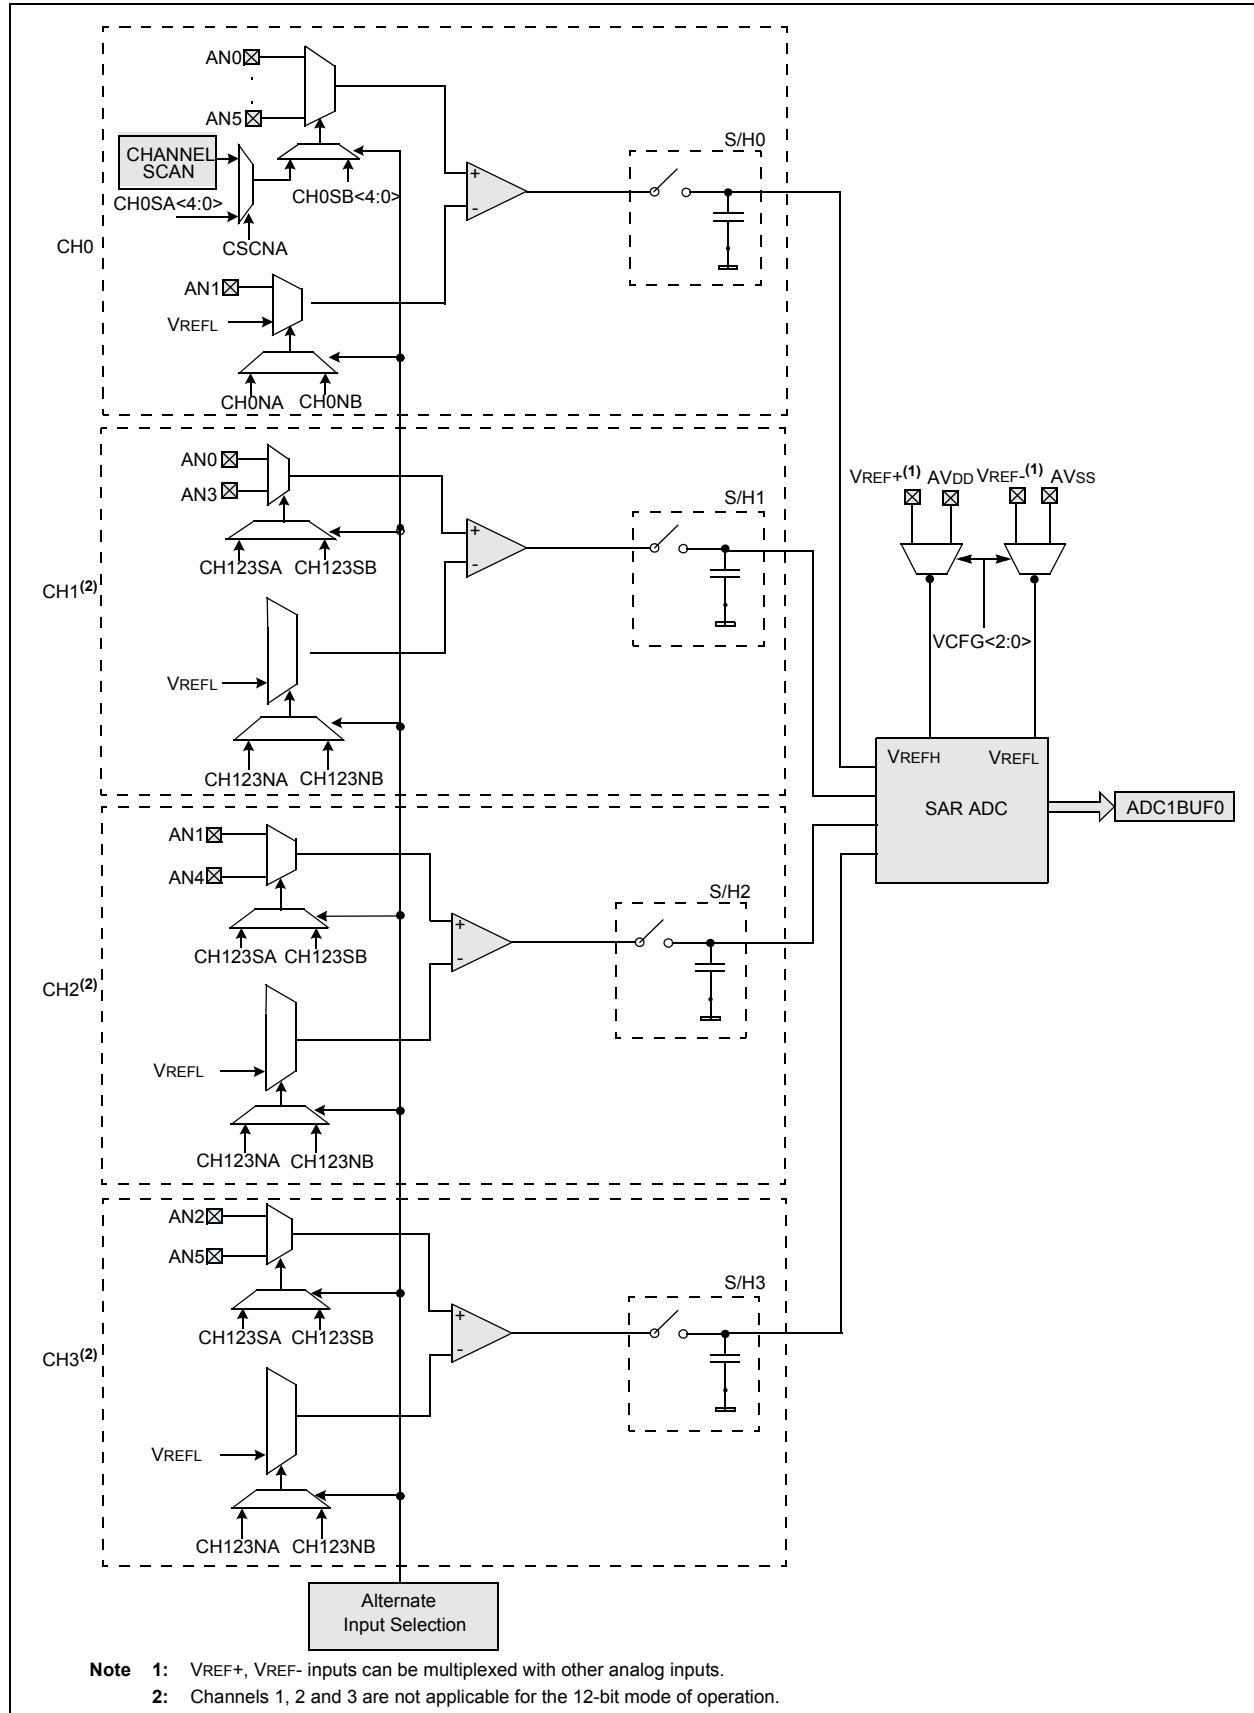 AN0
AN5
CHANNEL
SCAN
CH0SA<4:0>
CH0SB<4:0>
CSCNA
CH0
AN1
VREFL
CH0NA
CH0NB
+
-
S/H0
AN0
AN3
CH123SA
CH123SB
CH1(2)
VREFL
CH123NA
CH123NB
+
-
S/H1
AN1
AN4
CH123SA
CH123SB
CH2(2)
VREFL
CH123NA
CH123NB
+
-
S/H2
AN2
AN5
CH123SA
CH123SB
CH3(2)
VREFL
CH123NA
CH123NB
+
-
S/H3
VREF+(1)
AVDD
VREF-(1)
AVSS
VCFG<2:0>
VREFH
VREFL
SAR ADC
ADC1BUF0
Alternate
Input Selection
Note 1: VREF+, VREF- inputs can be multiplexed with other analog inputs.
2: Channels 1, 2 and 3 are not applicable for the 12-bit mode of operation.